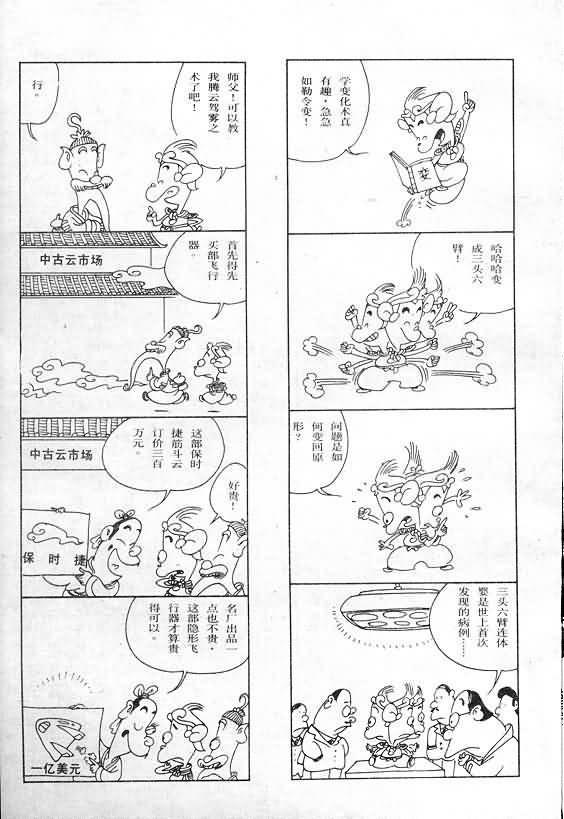 学变化术真
有趣·急急
如勒令变！
变
哈哈哈变
成三头六
臂！
问题是如
何变回原
形？
三头六臂连体
婴是世上首次
发现的病例……
师父！可以教
我腾云驾雾之
术了吧！
行。
首先得先
买部飞行
器。
中古云市场
这部保时
捷筋斗云
订价三百
万元。
好贵！
中古云市场
保时捷
名厂出品一
点也不贵·
这部隐形飞
行器才算贵
得可以。
一亿美元